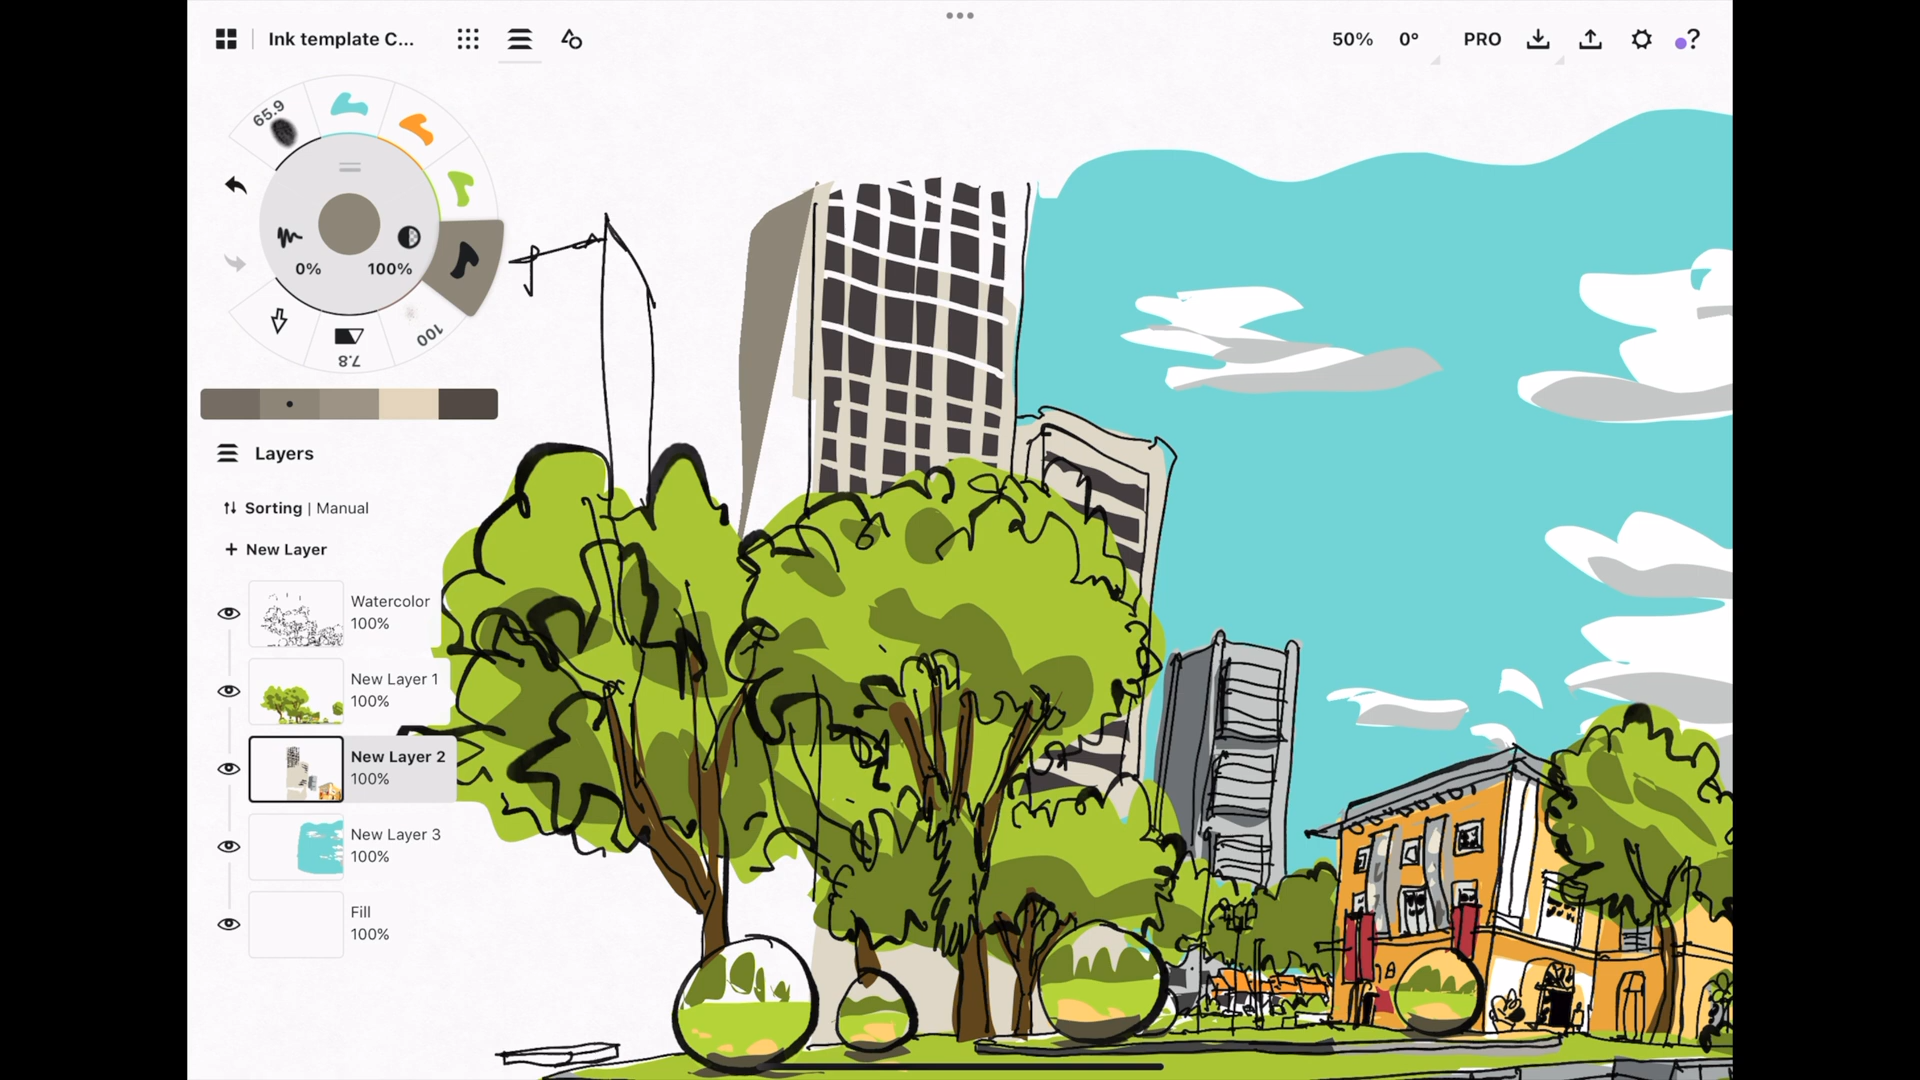 Ink template C...
50%
0°
PRO
?
65.9
0%
100%
100
7.8
Layers
Sorting | Manual
+ New Layer
Watercolor
100%
New Layer 1
100%
New Layer 2
100%
New Layer 3
100%
Fill
100%